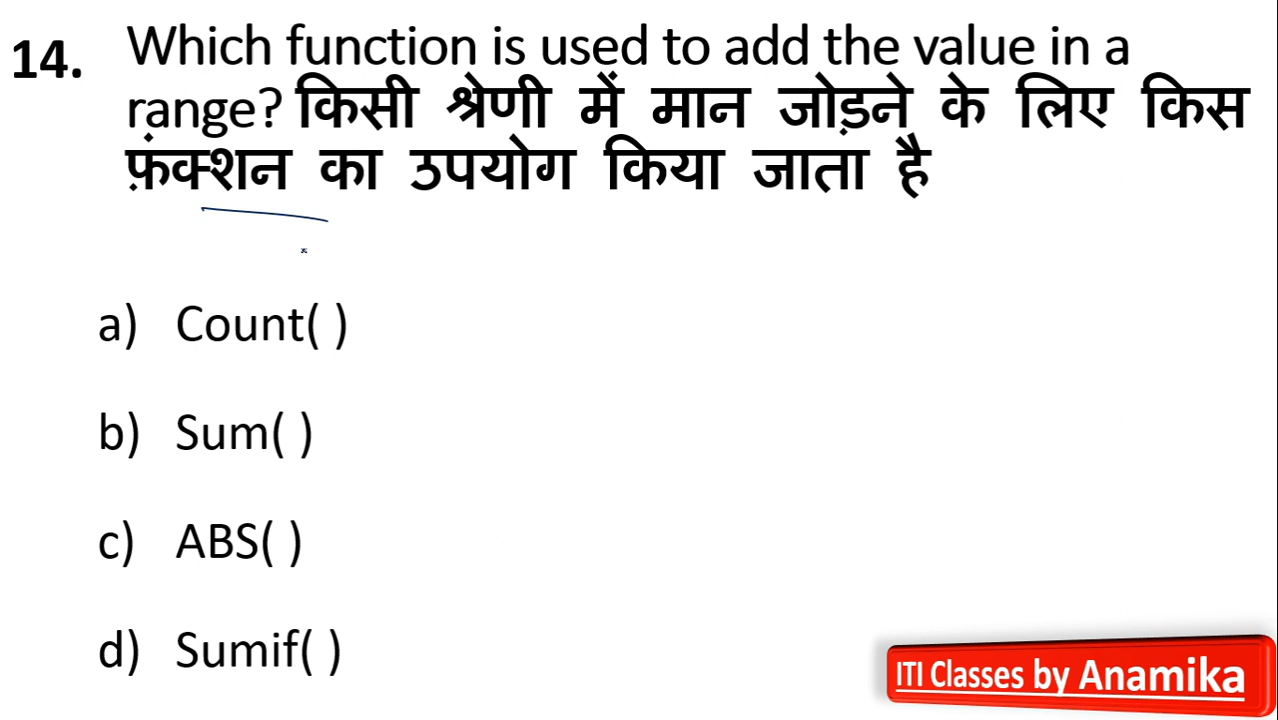 14. Which function is used to add the value in a
range? किसी श्रेणी में मान जोड़ने के लिए किस
फ़ंक्शन का उपयोग किया जाता है
a) Count( )
b) Sum( )
c) ABS( )
d) Sumif( )
ITI Classes by Anamika